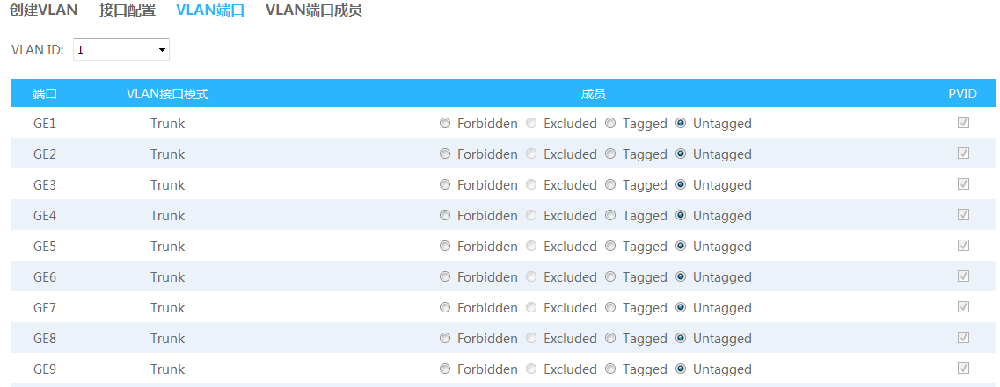 创建VLAN 接口配置 VLAN端口 VLAN端口成员
VLAN ID: 1
端口 VLAN接口模式 成员 PVID
GE1 Trunk Forbidden Excluded Tagged Untagged
GE2 Trunk Forbidden Excluded Tagged Untagged
GE3 Trunk Forbidden Excluded Tagged Untagged
GE4 Trunk Forbidden Excluded Tagged Untagged
GE5 Trunk Forbidden Excluded Tagged Untagged
GE6 Trunk Forbidden Excluded Tagged Untagged
GE7 Trunk Forbidden Excluded Tagged Untagged
GE8 Trunk Forbidden Excluded Tagged Untagged
GE9 Trunk Forbidden Excluded Tagged Untagged